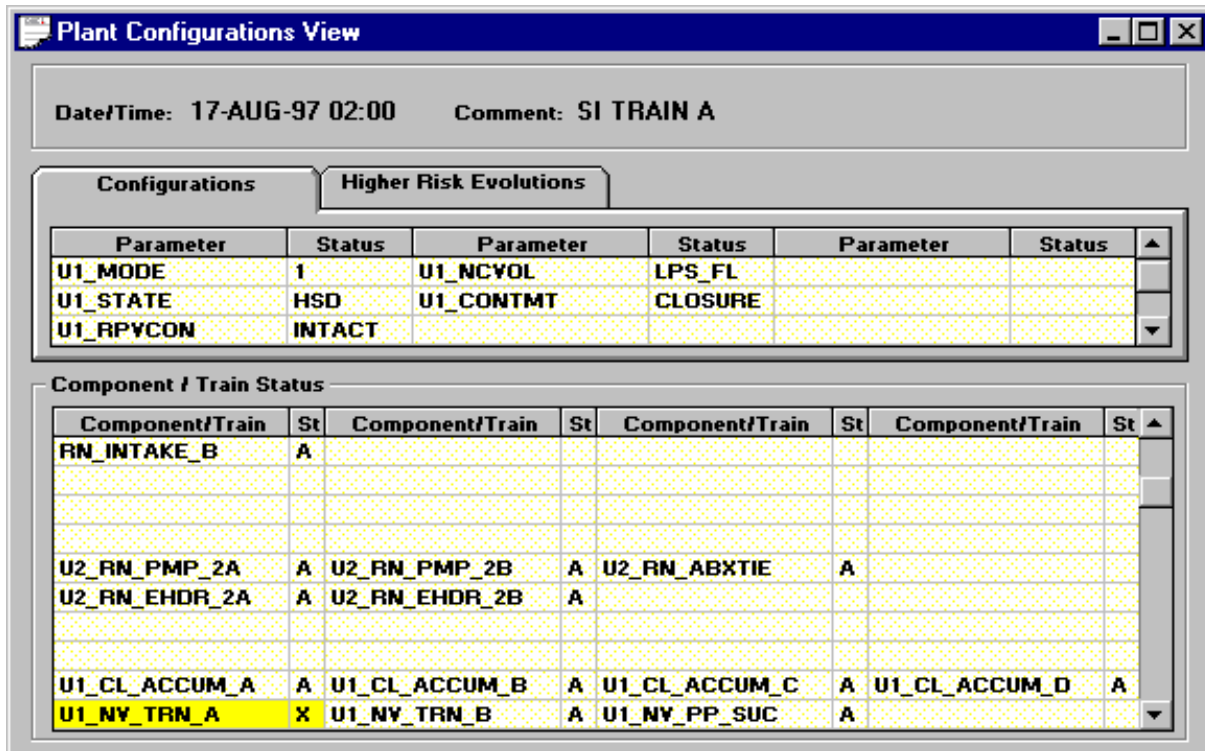 Plant Configurations View
Date/Time: 17-AUG-97 02:00 Comment: SI TRAIN A
Configurations Higher Risk Evolutions
Parameter Status Parameter Status Parameter Status
U1_MODE 1 U1_NCVOL LPS_FL
U1_STATE HSD U1_CONTMT CLOSURE
U1_RPVCON INTACT
Component / Train Status
Component/Train St Component/Train St Component/Train St Component/Train St
RN_INTAKE_B A
U2_RN_PMP_2A A U2_RN_PMP_2B A U2_RN_ABXTIE A
U2_RN_EHDR_2A A U2_RN_EHDR_2B A
U1_CL_ACCUM_A A U1_CL_ACCUM_B A U1_CL_ACCUM_C A U1_CL_ACCUM_D A
U1_NV_TRN_A X U1_NV_TRN_B A U1_NV_PP_SUC A